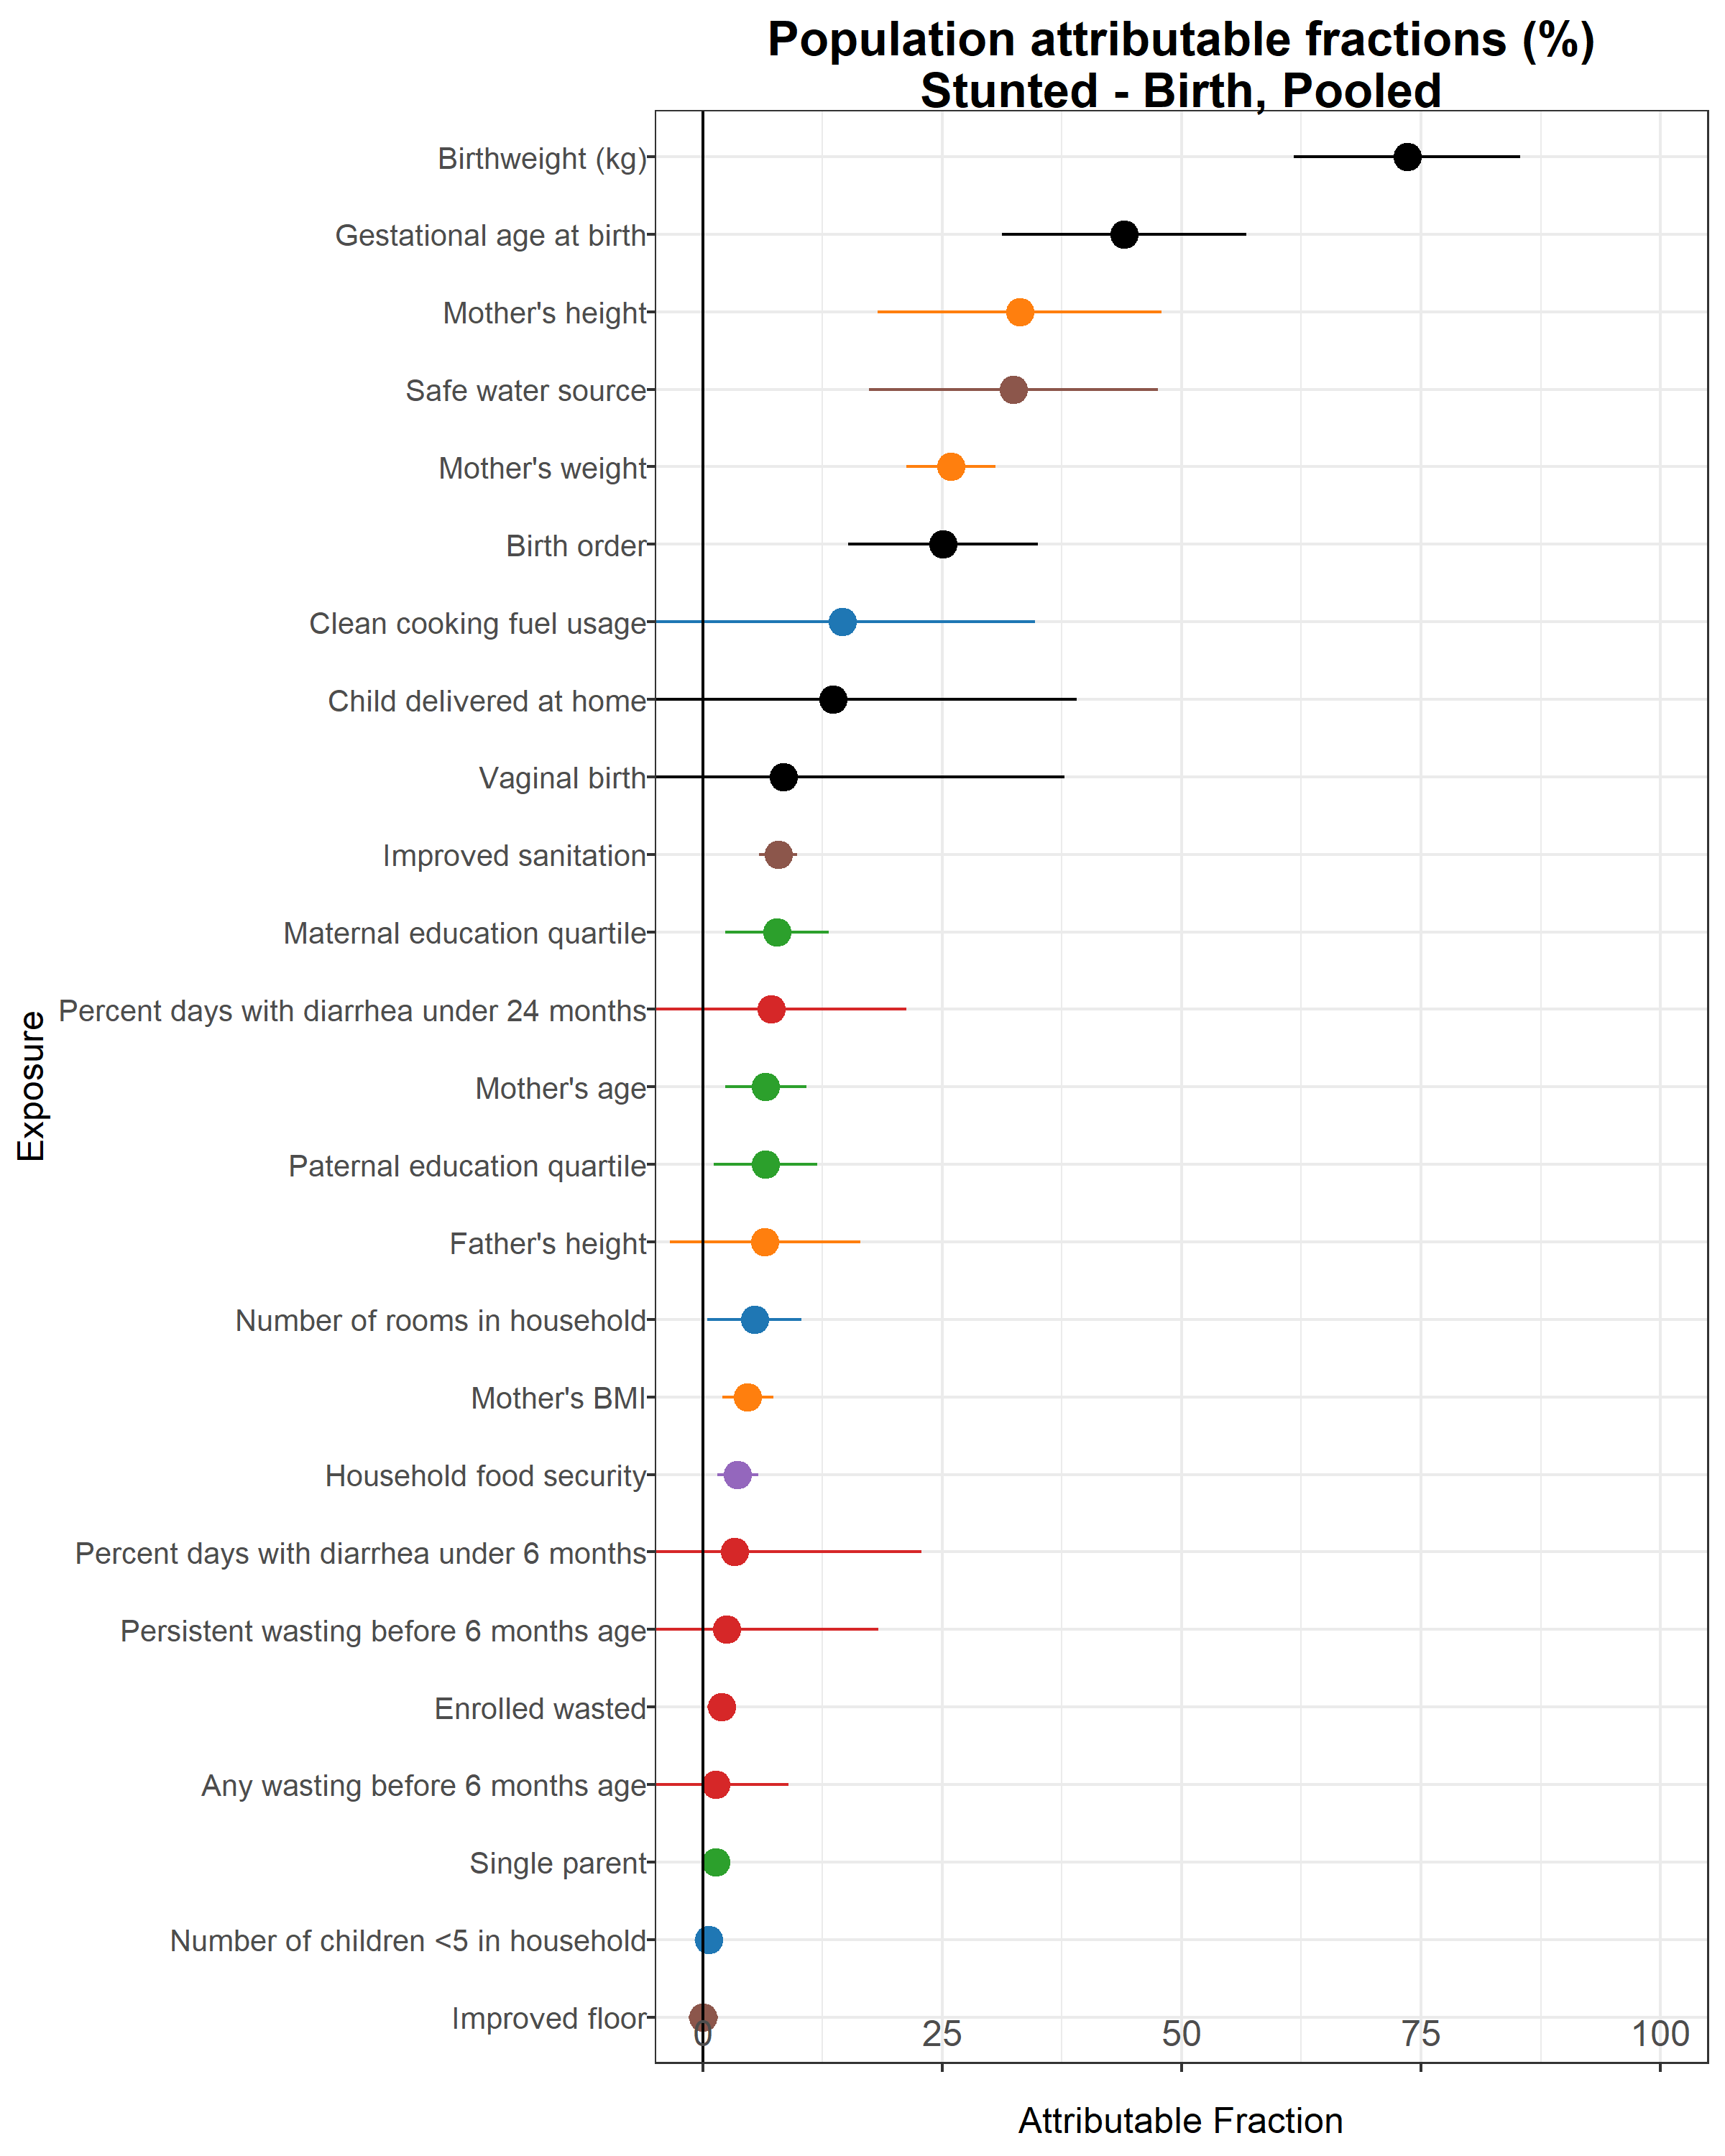 Population attributable fractions (%)
Stunted - Birth, Pooled
Birthweight (kg)
Gestational age at birth
Mother's height
Safe water source
Mother's weight
Birth order
Clean cooking fuel usage
Child delivered at home
Vaginal birth
Improved sanitation
Maternal education quartile
Percent days with diarrhea under 24 months
Mother's age
Paternal education quartile
Father's height
Number of rooms in household
Mother's BMI
Household food security
Percent days with diarrhea under 6 months
Persistent wasting before 6 months age
Enrolled wasted
Any wasting before 6 months age
Single parent
Number of children <5 in household
Improved floor
Exposure
0 25 50 75 100
Attributable Fraction